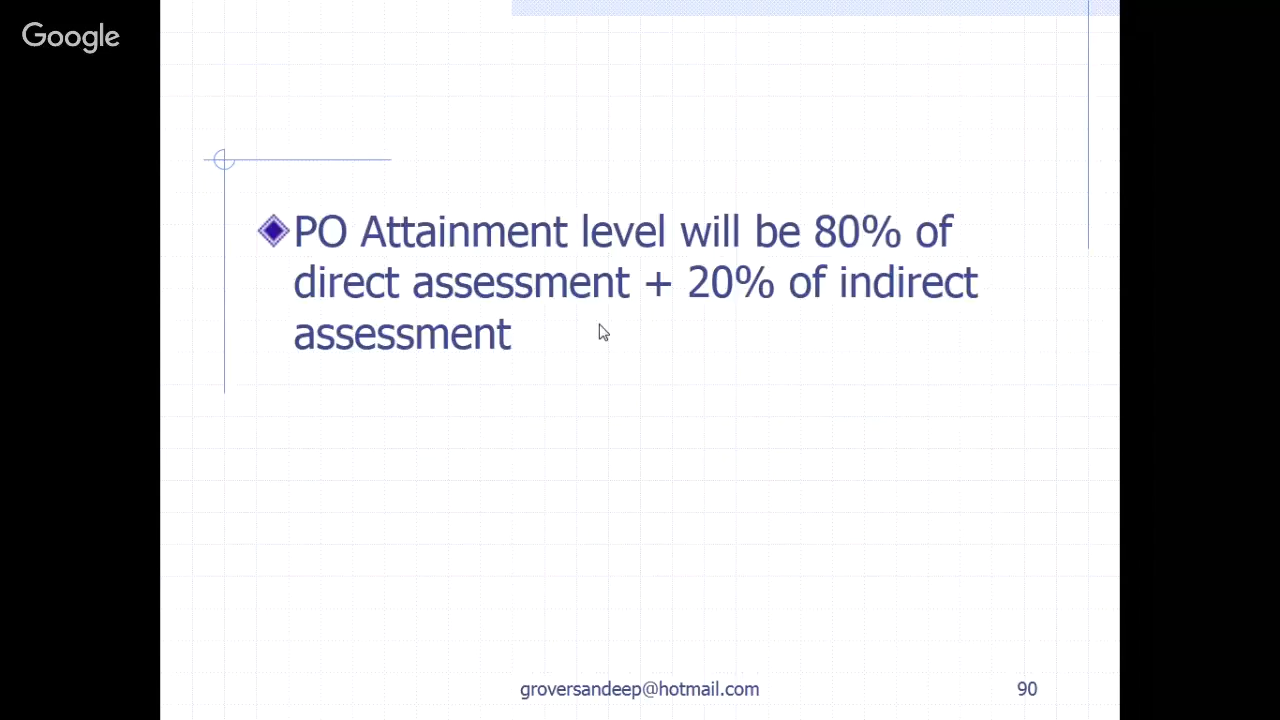 Google
PO Attainment level will be 80% of
direct assessment + 20% of indirect
assessment
groversandeep@hotmail.com
90